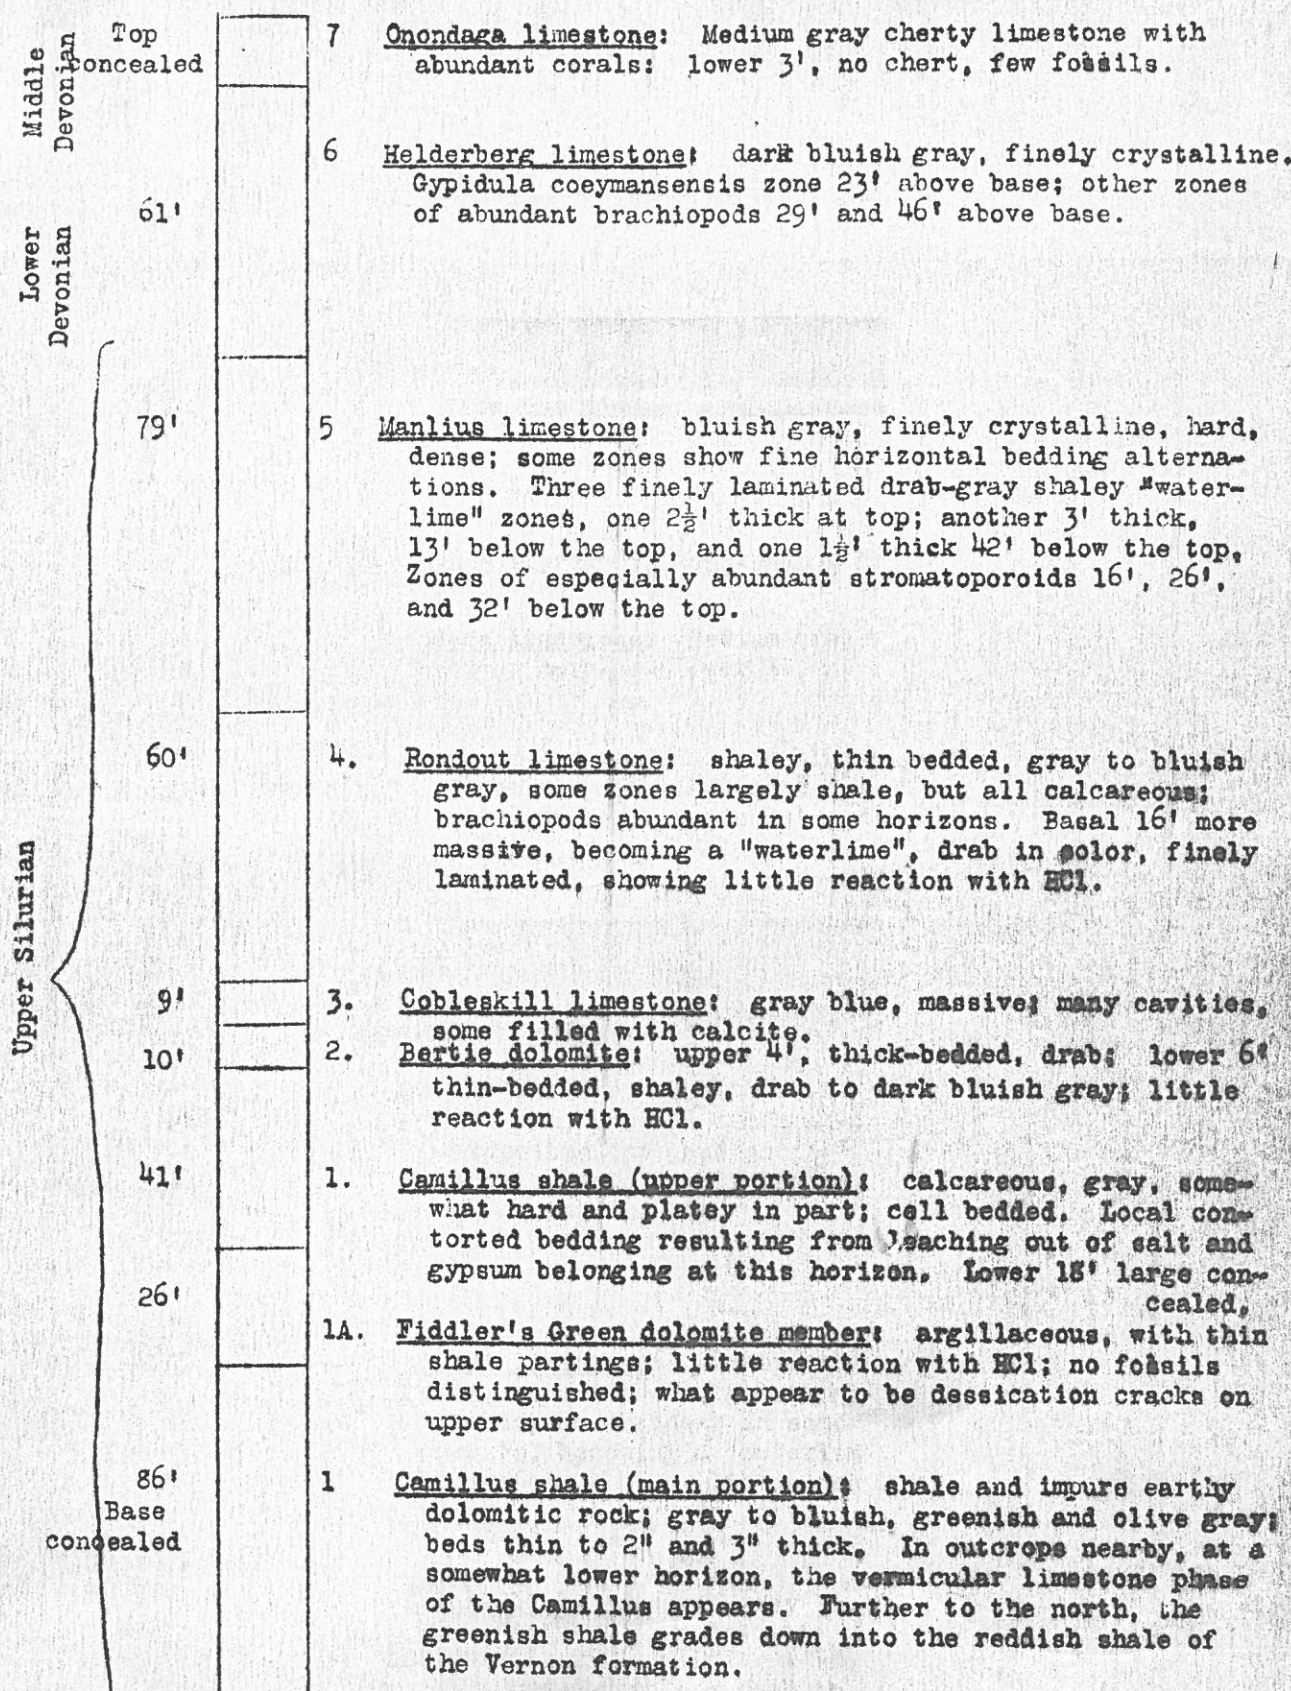 Top
concealed
Middle
Devonian
7 Onondaga limestone: Medium gray cherty limestone with
abundant corals: lower 3', no chert, few fossils.
61'
Lower
Devonian
6 Helderberg limestone: dark bluish gray, finely crystalline.
Gypidula coeymansensis zone 23' above base; other zones
of abundant brachiopods 29' and 46' above base.
Upper Silurian
79'
5 Manlius limestone: bluish gray, finely crystalline, hard,
dense; some zones show fine horizontal bedding alterna-
tions. Three finely laminated drab-gray shaley "water-
lime" zones, one 2½' thick at top; another 3' thick,
13' below the top, and one 1½' thick 42' below the top.
Zones of especially abundant stromatoporoids 16', 26',
and 32' below the top.
60'
4. Rondout limestone: shaley, thin bedded, gray to bluish
gray, some zones largely shale, but all calcareous;
brachiopods abundant in some horizons. Basal 16' more
massive, becoming a "waterlime", drab in color, finely
laminated, showing little reaction with HCl.
9'
3. Cobleskill limestone: gray blue, massive; many cavities,
some filled with calcite.
10'
2. Bertie dolomite: upper 4', thick-bedded, drab; lower 6'
thin-bedded, shaley, drab to dark bluish gray; little
reaction with HCl.
41'
1. Camillus shale (upper portion): calcareous, gray, some-
what hard and platey in part; cell bedded. Local con-
torted bedding resulting from leaching out of salt and
gypsum belonging at this horizon. Lower 18' large con-
cealed.
26'
1A. Fiddler's Green dolomite member: argillaceous, with thin
shale partings; little reaction with HCl; no fossils
distinguished; what appear to be dessication cracks on
upper surface.
86'
Base
concealed
1 Camillus shale (main portion): shale and impure earthy
dolomitic rock; gray to bluish, greenish and olive gray;
beds thin to 2" and 3" thick. In outcrops nearby, at a
somewhat lower horizon, the vermicular limestone phase
of the Camillus appears. Further to the north, the
greenish shale grades down into the reddish shale of
the Vernon formation.